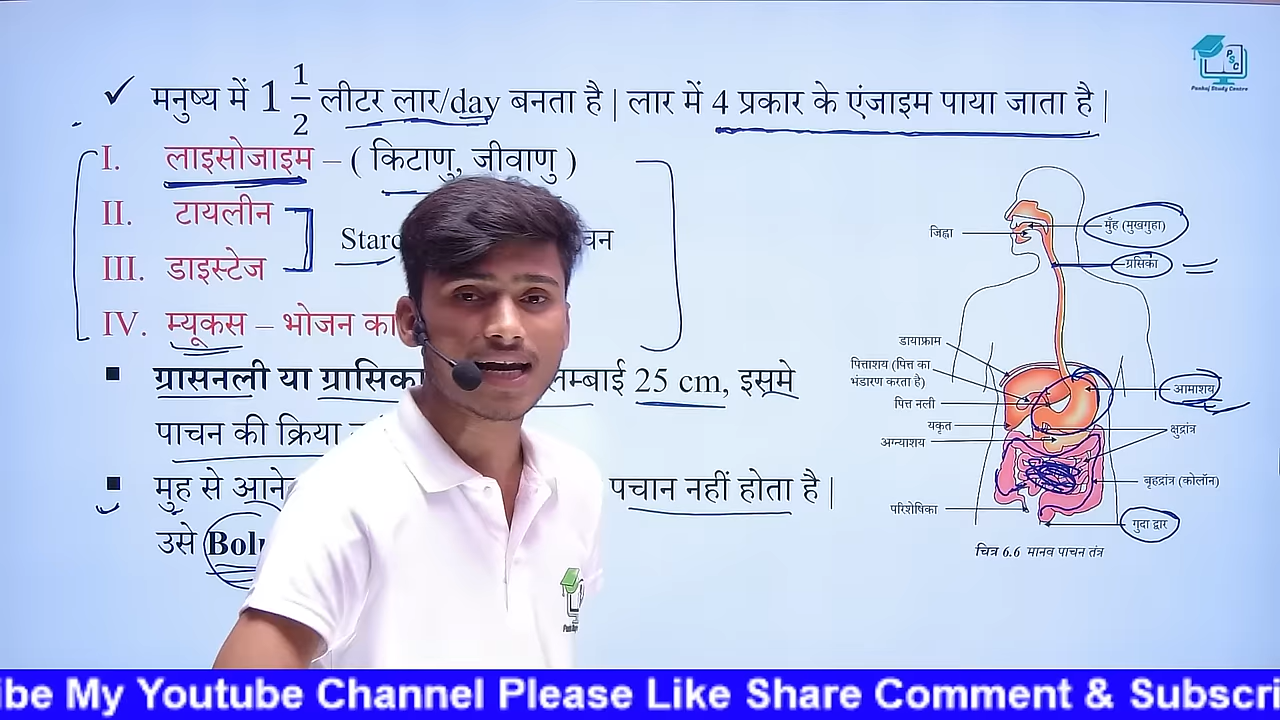 ✓ मनुष्य में 1 1/2 लीटर लार/day बनता है | लार में 4 प्रकार के एंजाइम पाया जाता है |
I. लाइसोजाइम – ( किटाणु, जीवाणु )
II. टायलीन
III. डाइस्टेज
IV. म्यूकस – भोजन का
▪ ग्रासनली या ग्रासिका लम्बाई 25 cm, इसमे
पाचन की क्रिया
▪ मुह से आने पचान नहीं होता है |
उसे
जिह्वा
मुँह (मुखगुहा)
ग्रसिका
डायाफ्राम
पित्ताशय (पित्त का
भंडारण करता है)
आमाशय
पित्त नली
यकृत
क्षुद्रांत्र
अग्न्याशय
बृहद्रांत्र (कोलॉन)
परिशेषिका
गुदा द्वार
चित्र 6.6 मानव पाचन तंत्र
PSC
Pankaj Study Centre
My Youtube Channel Please Like Share Comment & Subscri